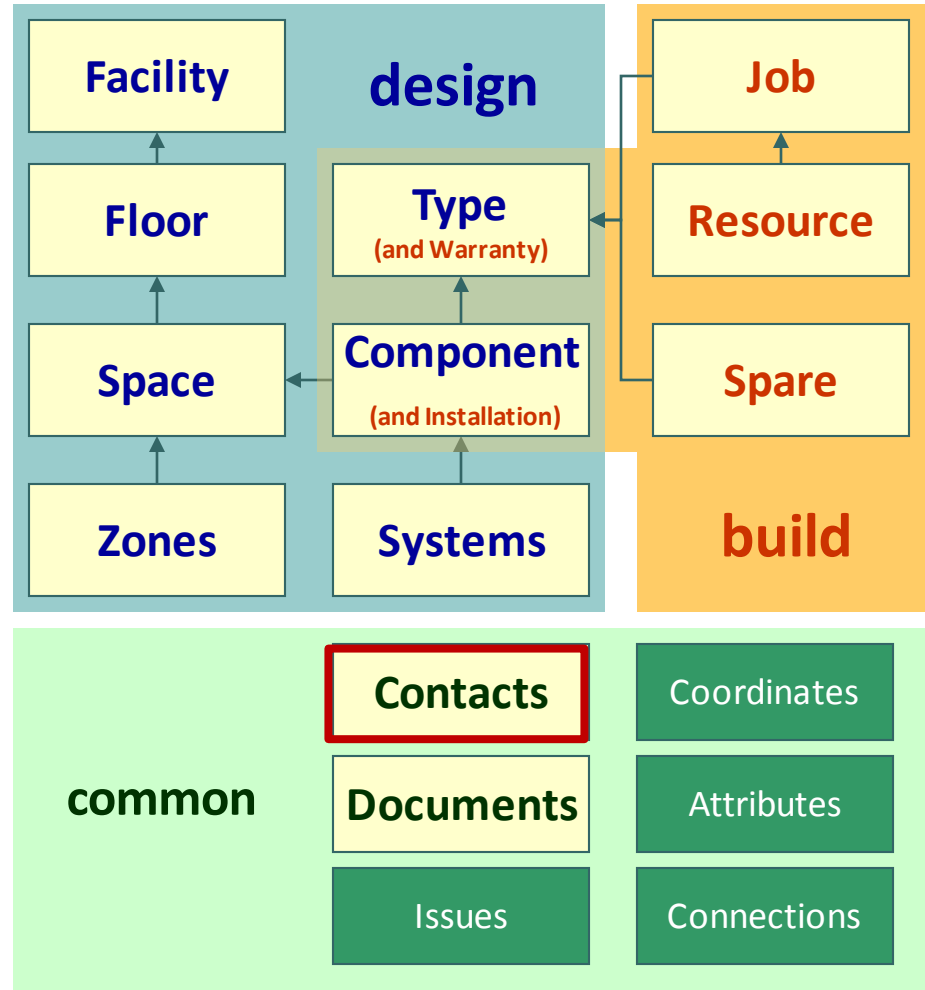 Facility
design
Job
Floor
Type
(and Warranty)
Resource
Space
Component
(and Installation)
Spare
Zones
Systems
build
common
Contacts
Coordinates
Documents
Attributes
Issues
Connections